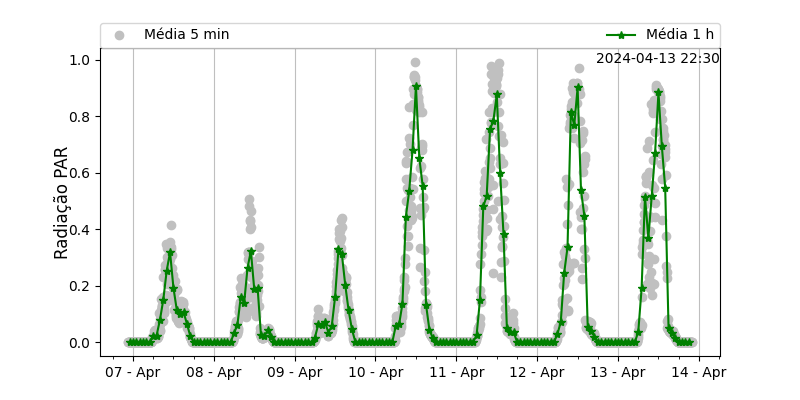 Média 5 min
Média 1 h
2024-04-13 22:30
1.0
0.8
0.6
0.4
0.2
0.0
Radiação PAR
07 - Apr
08 - Apr
09 - Apr
10 - Apr
11 - Apr
12 - Apr
13 - Apr
14 - Apr